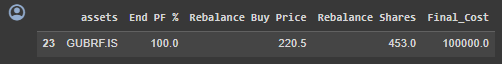 assets End PF % Rebalance Buy Price Rebalance Shares Final_Cost
23 GUBRF.IS 100.0 220.5 453.0 100000.0